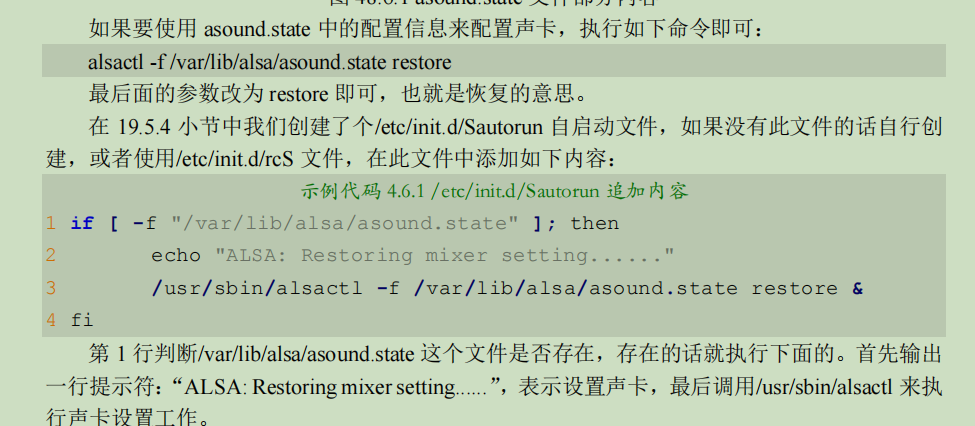 如果要使用 asound.state 中的配置信息来配置声卡，执行如下命令即可：
alsactl -f /var/lib/alsa/asound.state restore
最后面的参数改为 restore 即可，也就是恢复的意思。
在 19.5.4 小节中我们创建了个/etc/init.d/Sautorun 自启动文件，如果没有此文件的话自行创
建，或者使用/etc/init.d/rcS 文件，在此文件中添加如下内容：
示例代码 4.6.1 /etc/init.d/Sautorun 追加内容
1 if [ -f "/var/lib/alsa/asound.state" ]; then
2 echo "ALSA: Restoring mixer setting......"
3 /usr/sbin/alsactl -f /var/lib/alsa/asound.state restore &
4 fi
第 1 行判断/var/lib/alsa/asound.state 这个文件是否存在，存在的话就执行下面的。首先输出
一行提示符：“ALSA: Restoring mixer setting......”，表示设置声卡，最后调用/usr/sbin/alsactl 来执
行声卡设置工作。